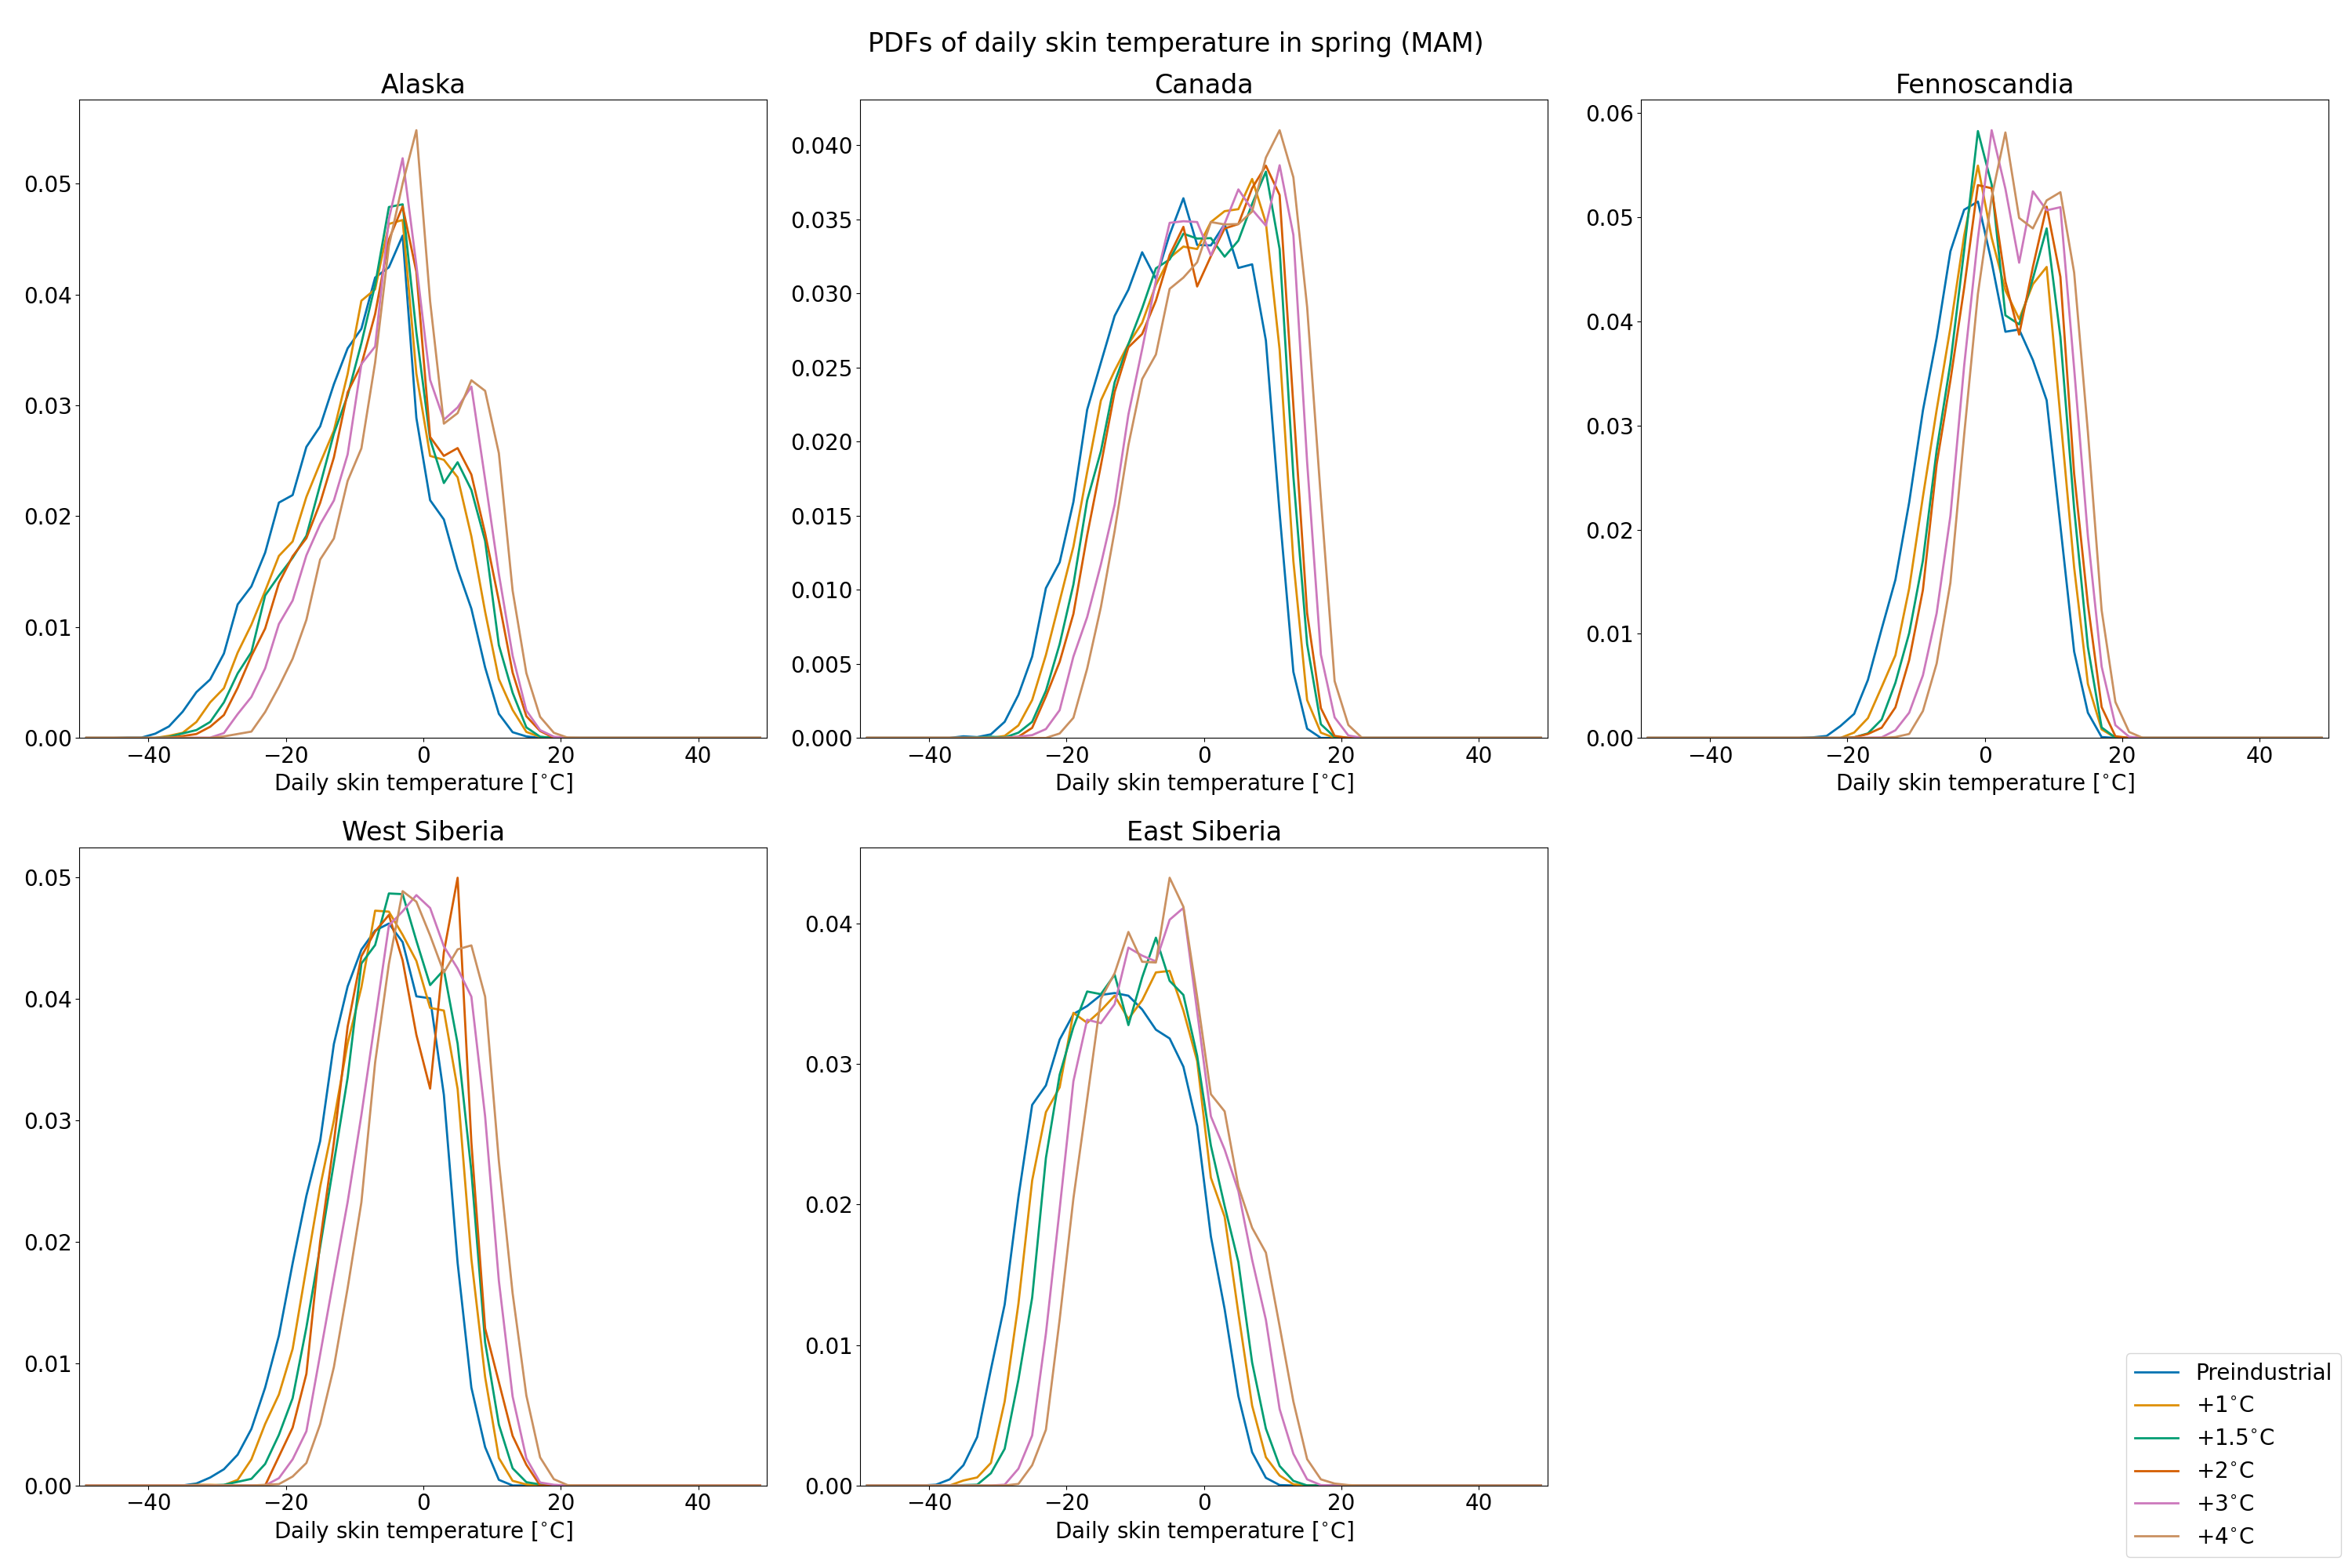 PDFs of daily skin temperature in spring (MAM)
Alaska
0.05
0.04
0.03
0.02
0.01
0.00
−40 −20 0 20 40
Daily skin temperature [°C]
Canada
0.040
0.035
0.030
0.025
0.020
0.015
0.010
0.005
0.000
−40 −20 0 20 40
Daily skin temperature [°C]
Fennoscandia
0.06
0.05
0.04
0.03
0.02
0.01
0.00
−40 −20 0 20 40
Daily skin temperature [°C]
West Siberia
0.05
0.04
0.03
0.02
0.01
0.00
−40 −20 0 20 40
Daily skin temperature [°C]
East Siberia
0.04
0.03
0.02
0.01
0.00
−40 −20 0 20 40
Daily skin temperature [°C]
Preindustrial
+1°C
+1.5°C
+2°C
+3°C
+4°C